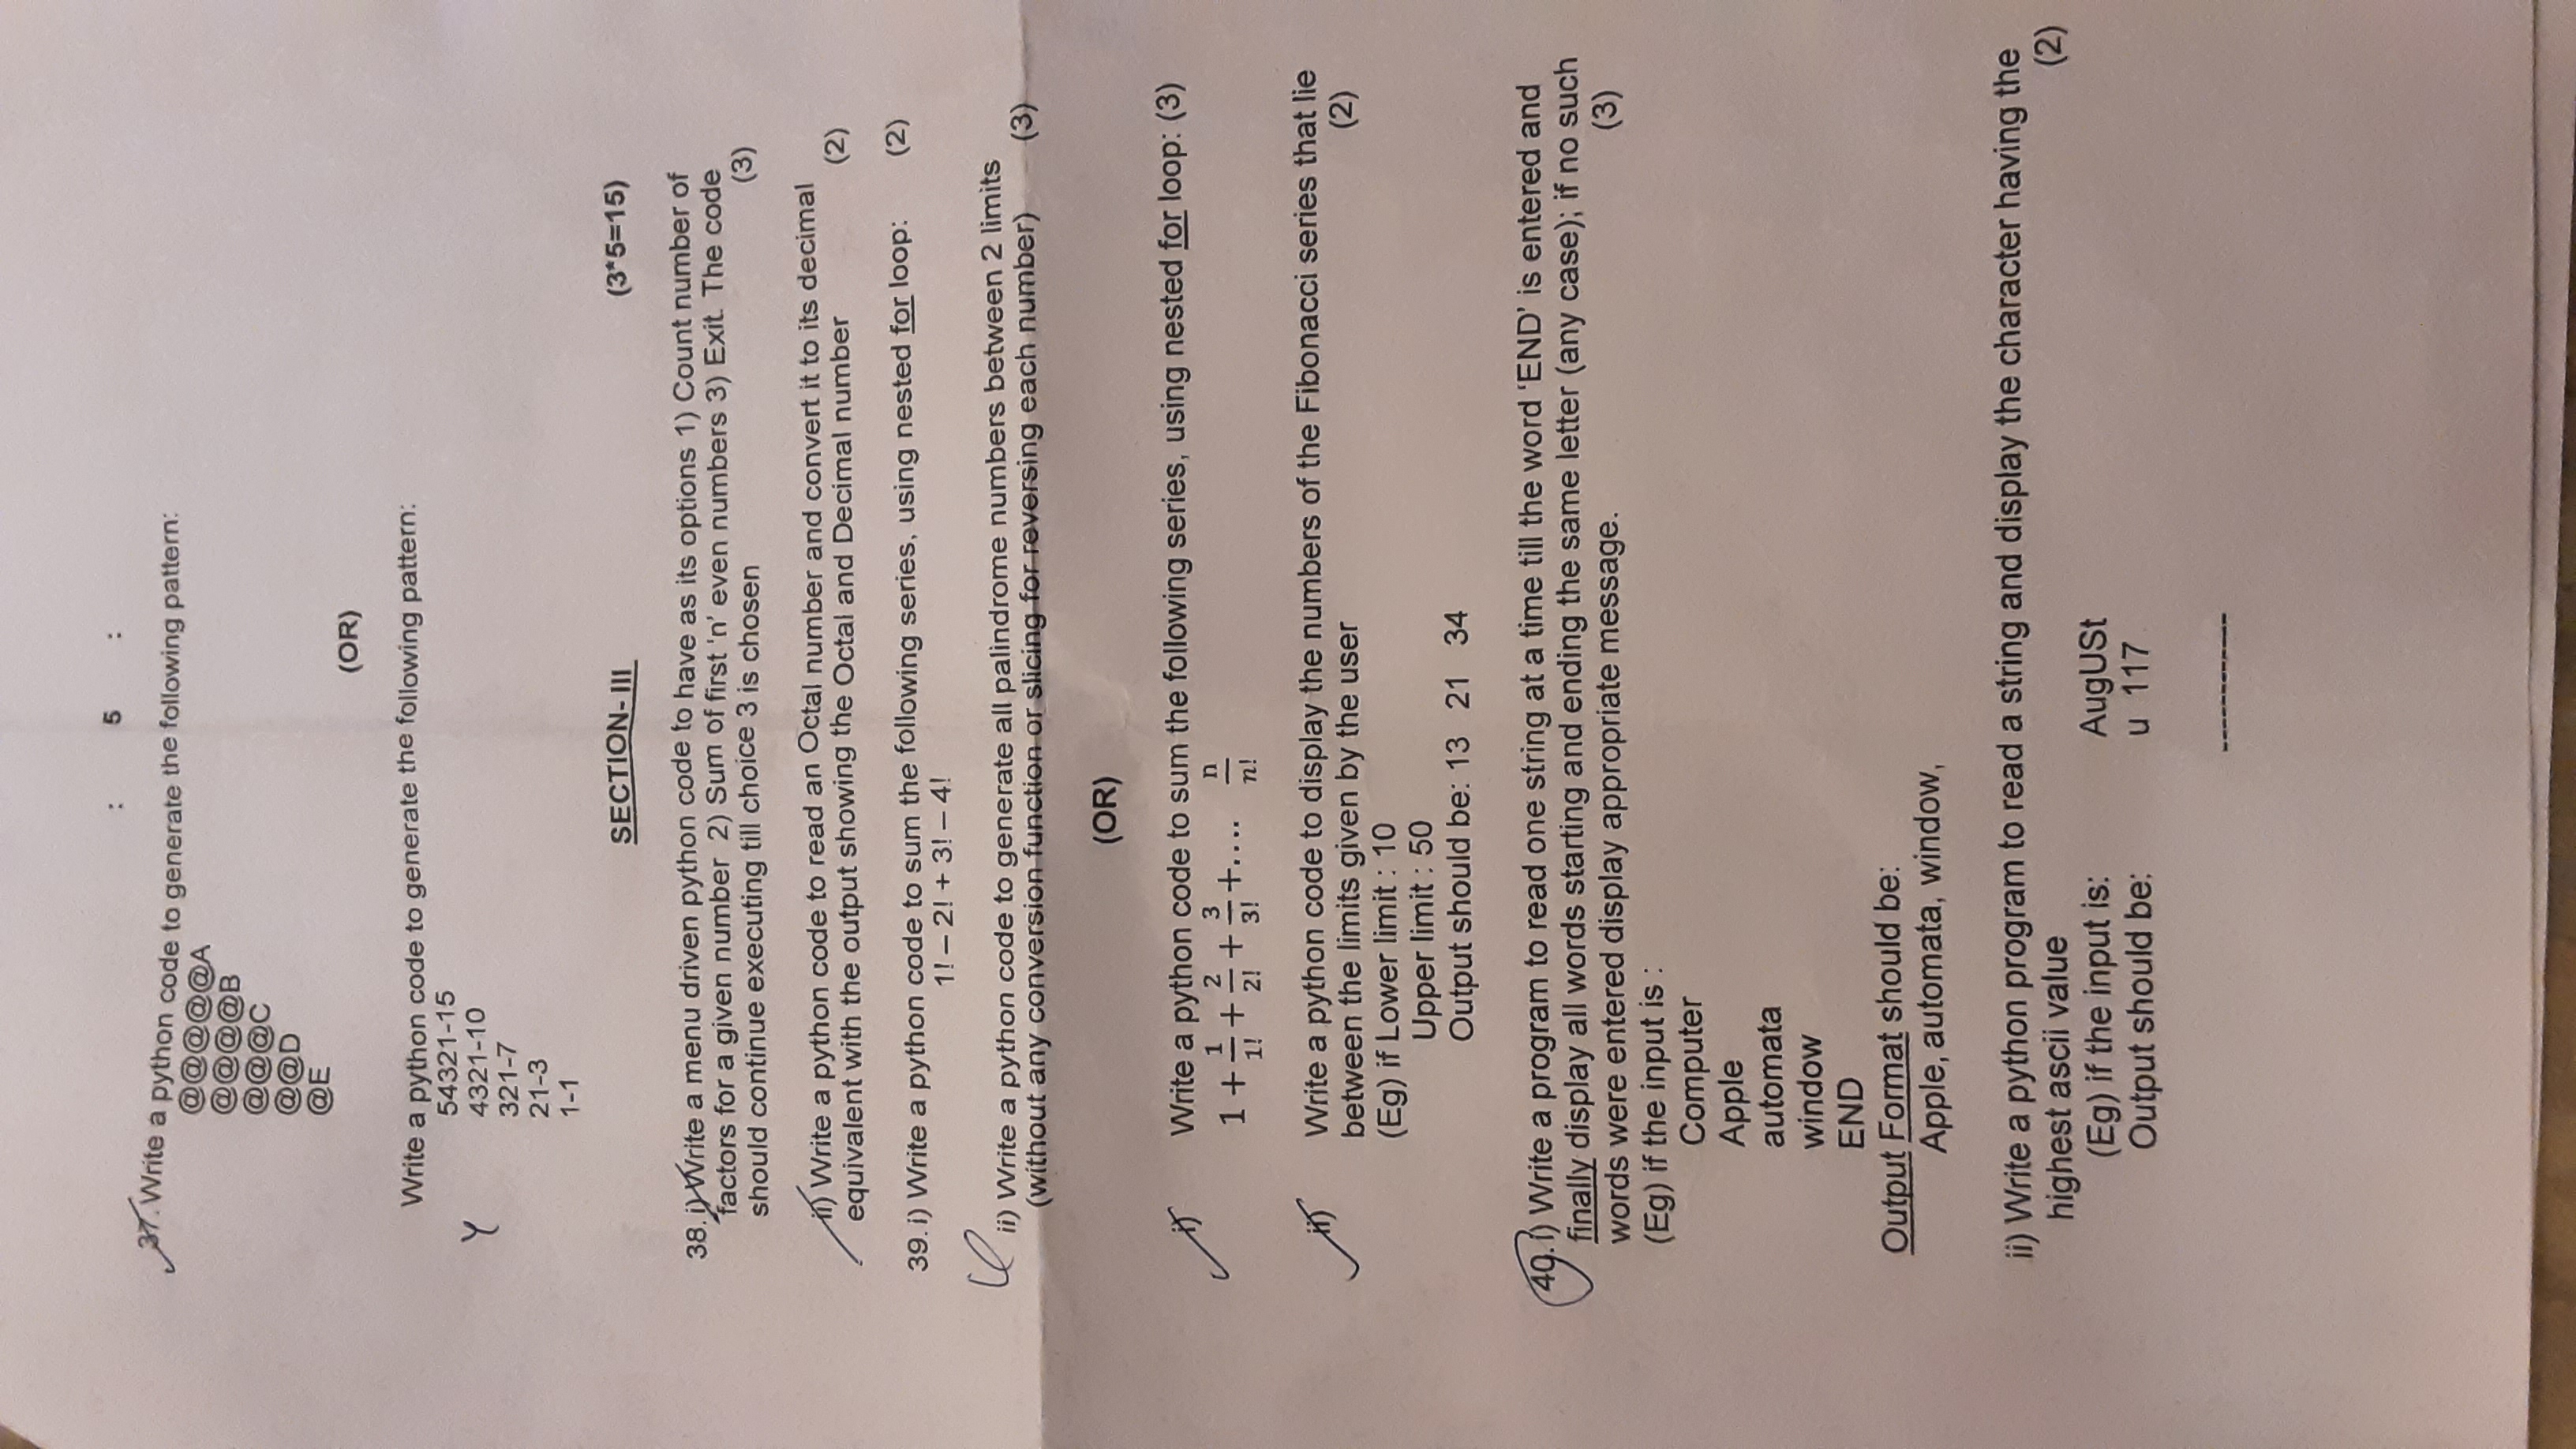 : 5 :
37. Write a python code to generate the following pattern:
@@@@@A
@@@@B
@@@C
@@D
@E
(OR)
Write a python code to generate the following pattern:
54321-15
4321-10
321-7
21-3
1-1
SECTION- III (3*5=15)
38. i) Write a menu driven python code to have as its options 1) Count number of
factors for a given number 2) Sum of first 'n' even numbers 3) Exit. The code
should continue executing till choice 3 is chosen (3)
ii) Write a python code to read an Octal number and convert it to its decimal
equivalent with the output showing the Octal and Decimal number (2)
39. i) Write a python code to sum the following series, using nested for loop: (2)
1! – 2! + 3! – 4!
ii) Write a python code to generate all palindrome numbers between 2 limits
(without any conversion function or slicing for reversing each number) (3)
(OR)
i) Write a python code to sum the following series, using nested for loop: (3)
1 + 1/1! + 2/2! + 3/3! +.... n/n!
ii) Write a python code to display the numbers of the Fibonacci series that lie
between the limits given by the user (2)
(Eg) if Lower limit : 10
Upper limit : 50
Output should be: 13 21 34
40. i) Write a program to read one string at a time till the word 'END' is entered and
finally display all words starting and ending the same letter (any case); if no such
words were entered display appropriate message. (3)
(Eg) if the input is :
Computer
Apple
automata
window
END
Output Format should be:
Apple, automata, window,
ii) Write a python program to read a string and display the character having the
highest ascii value (2)
(Eg) if the input is: AugUSt
Output should be: u 117
------------